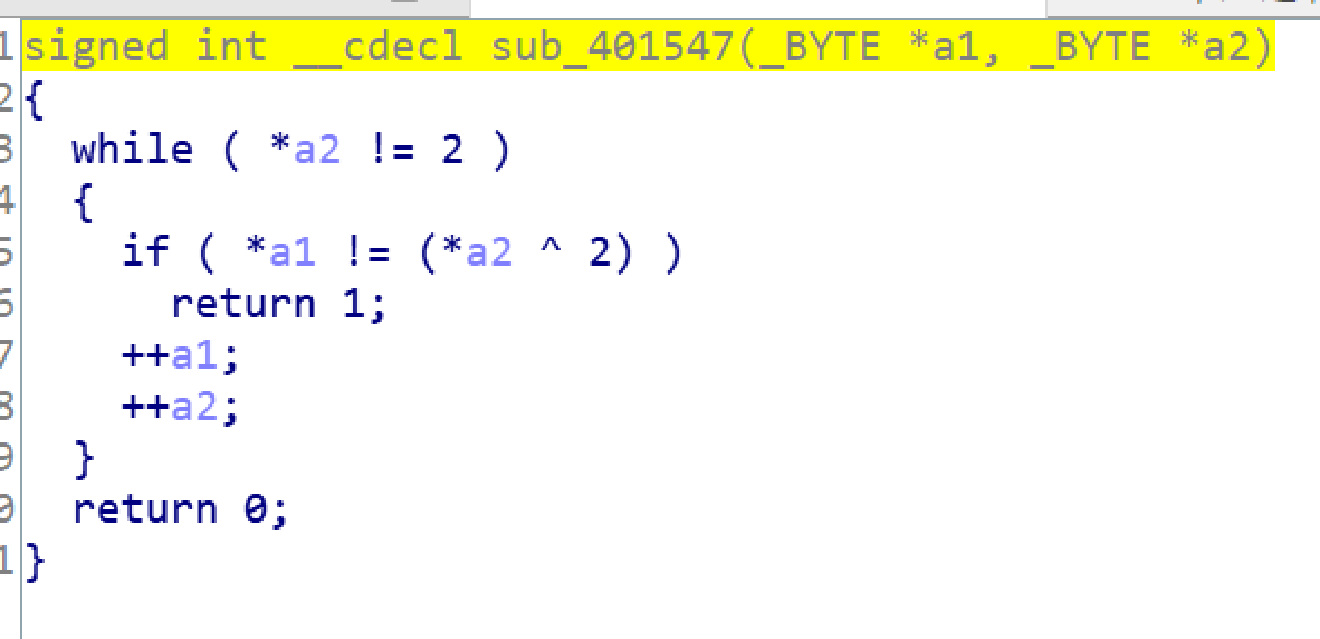 1 signed int __cdecl sub_401547(_BYTE *a1, _BYTE *a2)
2 {
3   while ( *a2 != 2 )
4   {
5     if ( *a1 != (*a2 ^ 2) )
6       return 1;
7     ++a1;
8     ++a2;
9   }
0   return 0;
1 }